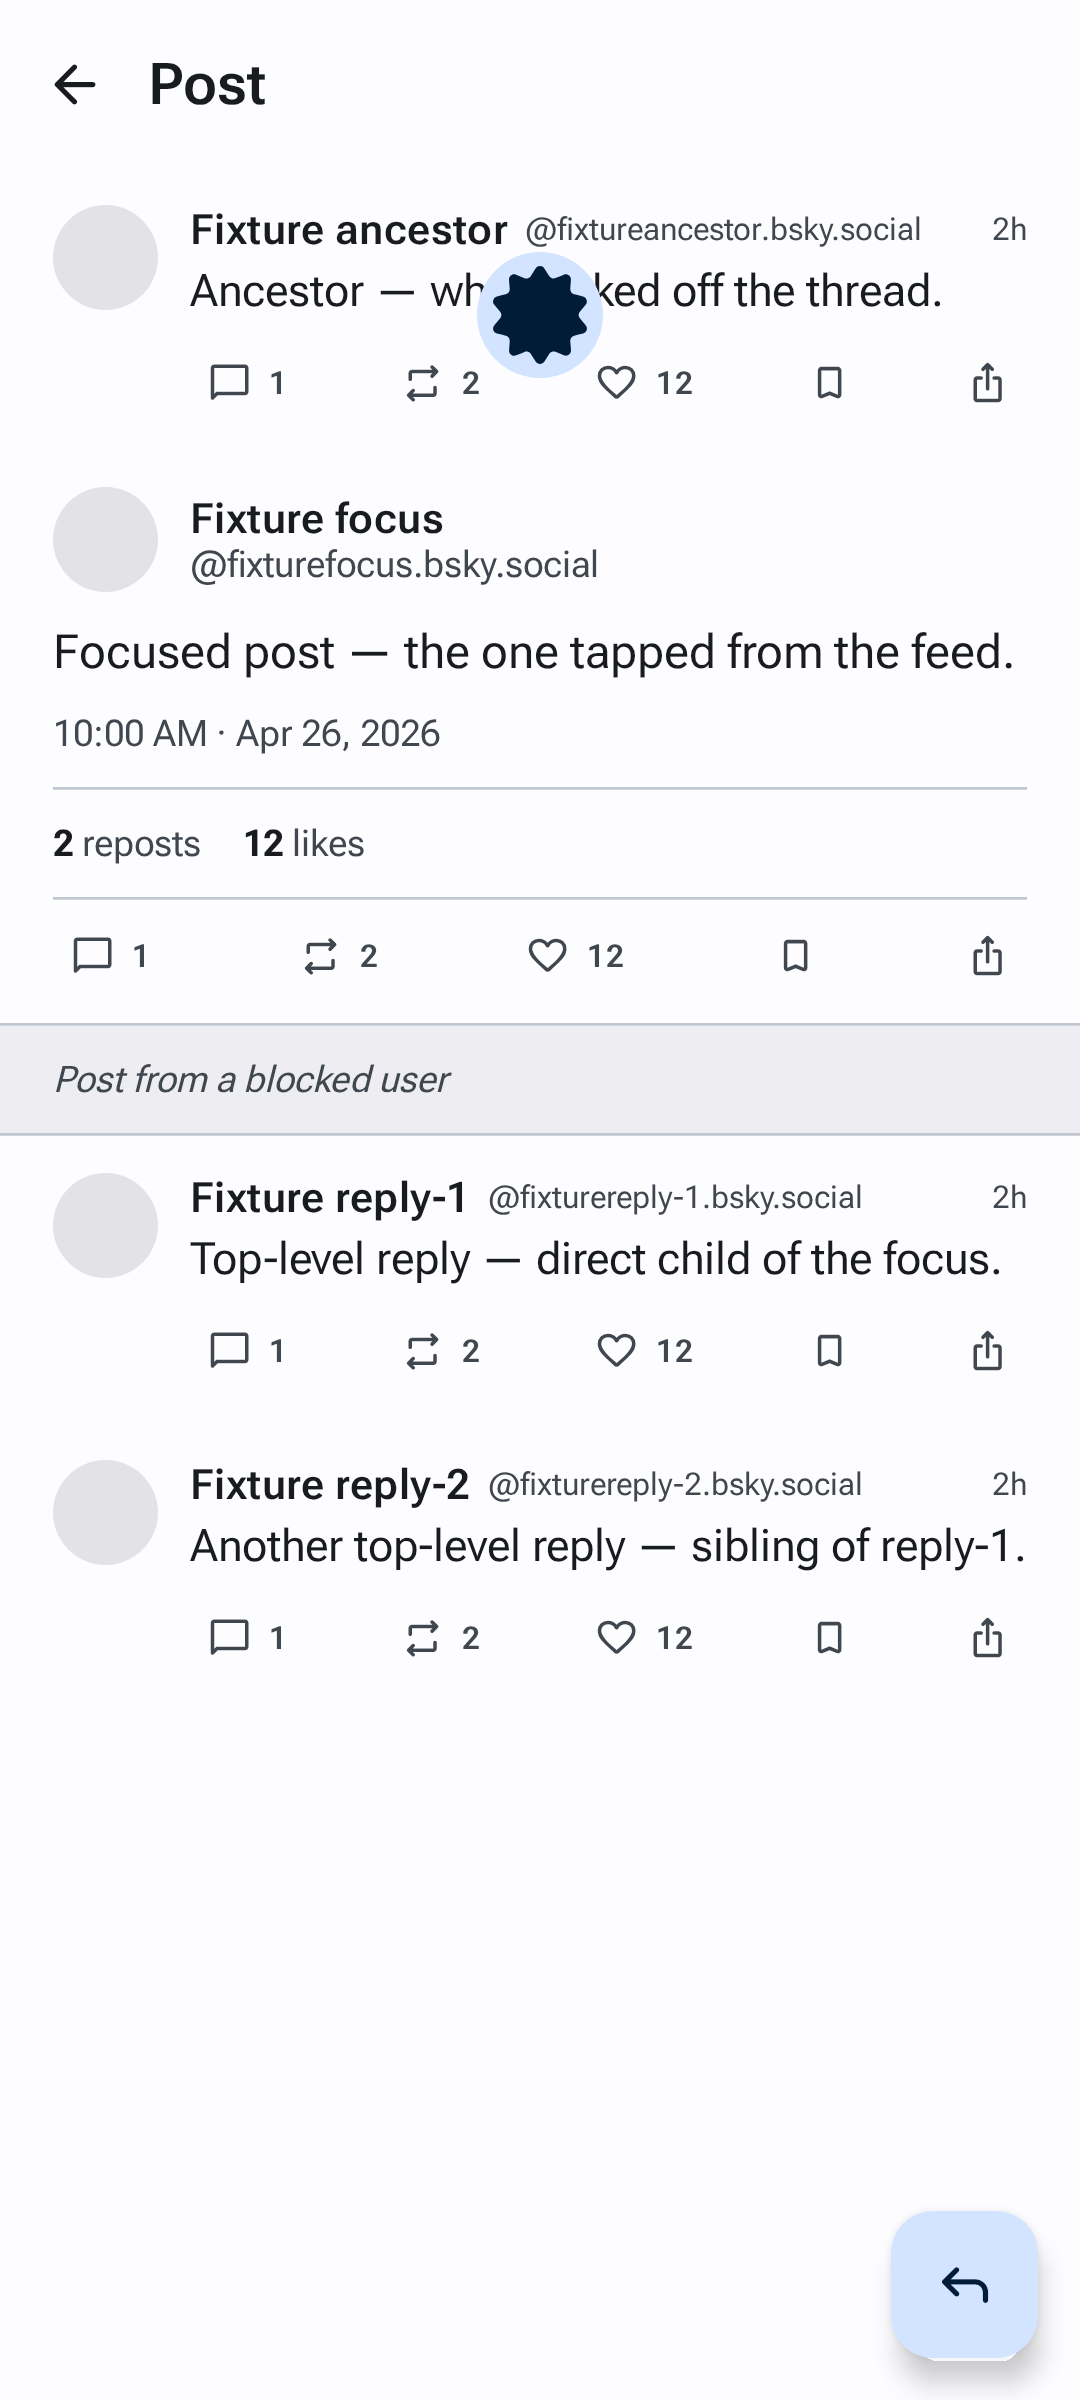 Post
Fixture ancestor @fixtureancestor.bsky.social 2h
Ancestor — off the thread.
1 2 12
Fixture focus
@fixturefocus.bsky.social
Focused post — the one tapped from the feed.
10:00 AM · Apr 26, 2026
2 reposts 12 likes
1 2 12
Post from a blocked user
Fixture reply-1 @fixturereply-1.bsky.social 2h
Top-level reply — direct child of the focus.
1 2 12
Fixture reply-2 @fixturereply-2.bsky.social 2h
Another top-level reply — sibling of reply-1.
1 2 12